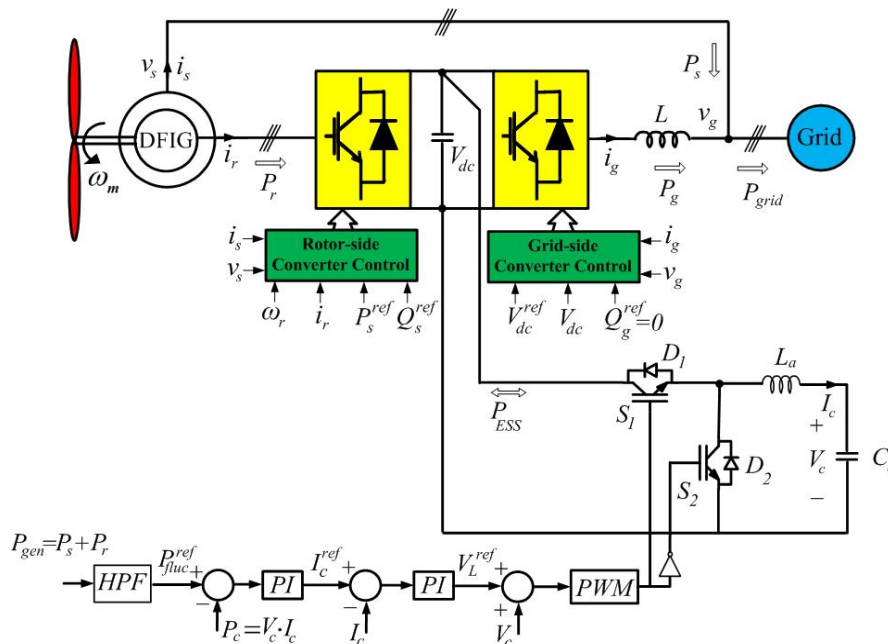 P_s
v_s i_s
L
v_g
DFIG
Grid
i_r
V_dc
i_g
P_r
P_g
P_grid
ω_m
i_s
Rotor-side
Converter Control
v_s
Grid-side
Converter Control
i_g
v_g
ω_r
i_r
P_s^ref
Q_s^ref
V_dc^ref
V_dc
Q_g^ref=0
D_1
L_a
P_ESS
S_1
I_c
+
V_c
−
S_2
D_2
P_gen=P_s+P_r
HPF
P_fluc^ref
+
−
PI
I_c^ref
+
−
PI
V_L^ref
+
+
PWM
P_c=V_c·I_c
I_c
V_c